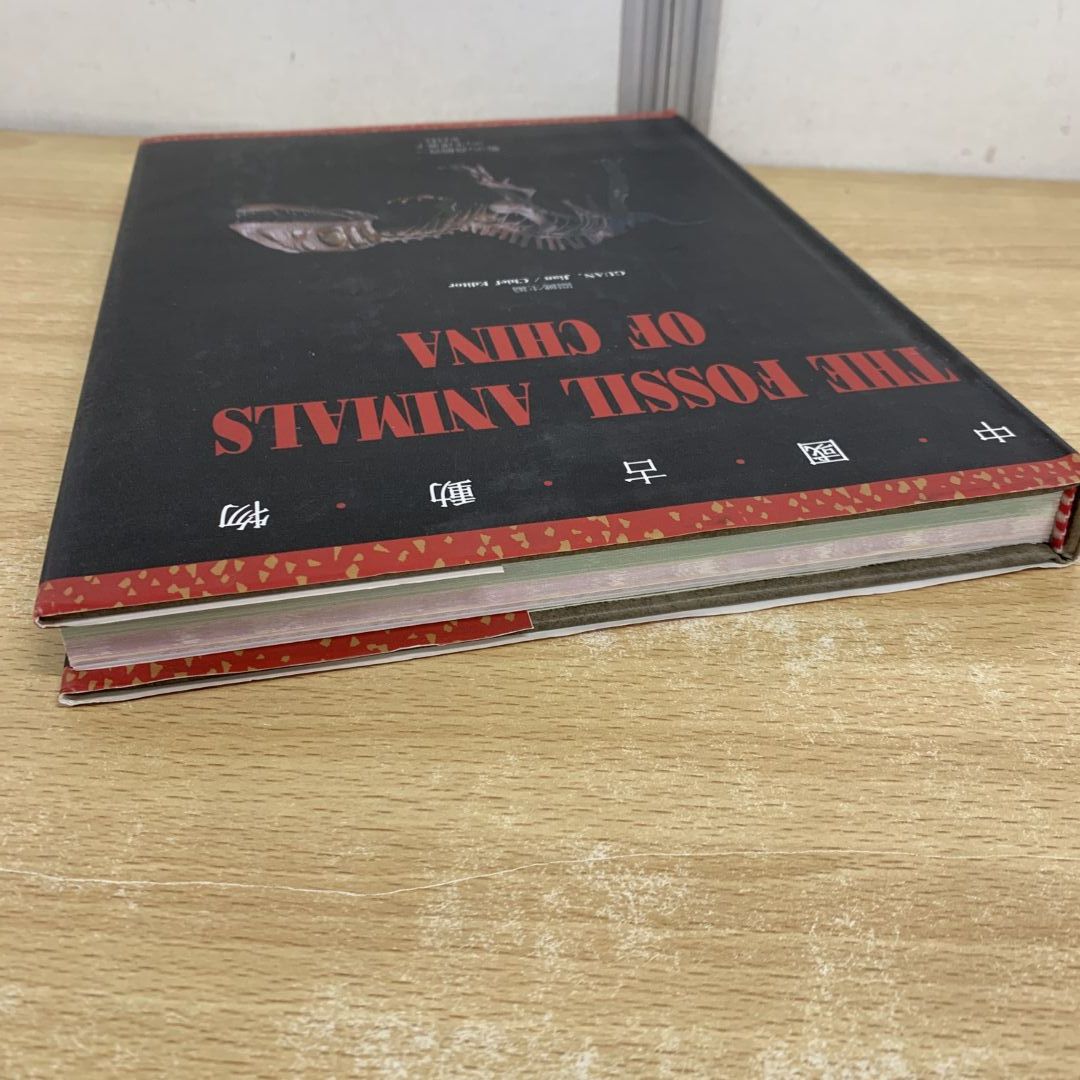 中・國・古・動・物
THE FOSSIL ANIMALS
OF CHINA
GUAN, Jian / Chief Editor